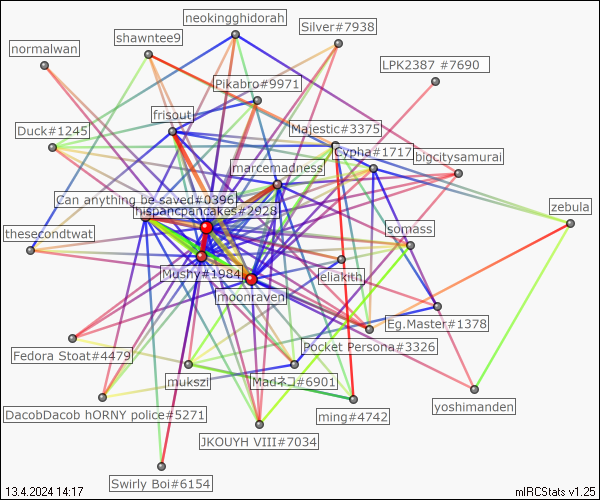 neokingghidorah
Silver#7938
shawntee9
normalwan
LPK2387 #7690
Pikabro#9971
frisout
Majestic#3375
Duck#1245
Cypha#1717
bigcitysamurai
marcemadness
Can anything be saved#0396
hispancpancakes#2928
zebula
thesecondtwat
somass
Mushy#1984
eliakith
moonraven
Eg.Master#1378
Fedora Stoat#4479
Pocket Persona#3326
mukszi
Madネコ#6901
DacobDacob hORNY police#5271
ming#4742
yoshimanden
JKOUYH VIII#7034
Swirly Boi#6154
13.4.2024 14:17
mIRCStats v1.25